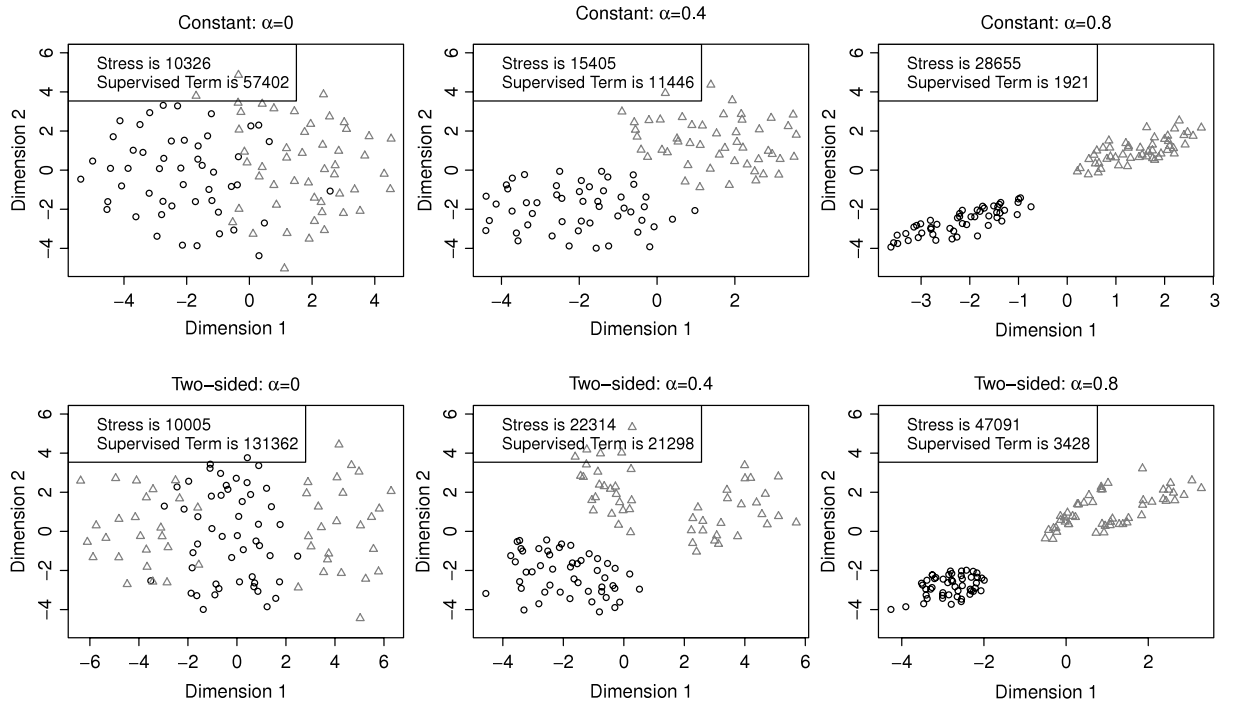 Constant: α=0
Constant: α=0.4
Constant: α=0.8
Stress is 10326
Supervised Term is 57402
Stress is 15405
Supervised Term is 11446
Stress is 28655
Supervised Term is 1921
Dimension 2
6
4
2
0
−2
−4
−4
−2
0
2
4
Dimension 1
Dimension 2
6
4
2
0
−2
−4
−4
−2
0
2
Dimension 1
Dimension 2
6
4
2
0
−2
−4
−3
−2
−1
0
1
2
3
Dimension 1
Two−sided: α=0
Two−sided: α=0.4
Two−sided: α=0.8
Stress is 10005
Supervised Term is 131362
Stress is 22314
Supervised Term is 21298
Stress is 47091
Supervised Term is 3428
Dimension 2
6
4
2
0
−2
−4
−6
−4
−2
0
2
4
6
Dimension 1
Dimension 2
6
4
2
0
−2
−4
−4
−2
0
2
4
6
Dimension 1
Dimension 2
6
4
2
0
−2
−4
−4
−2
0
2
Dimension 1